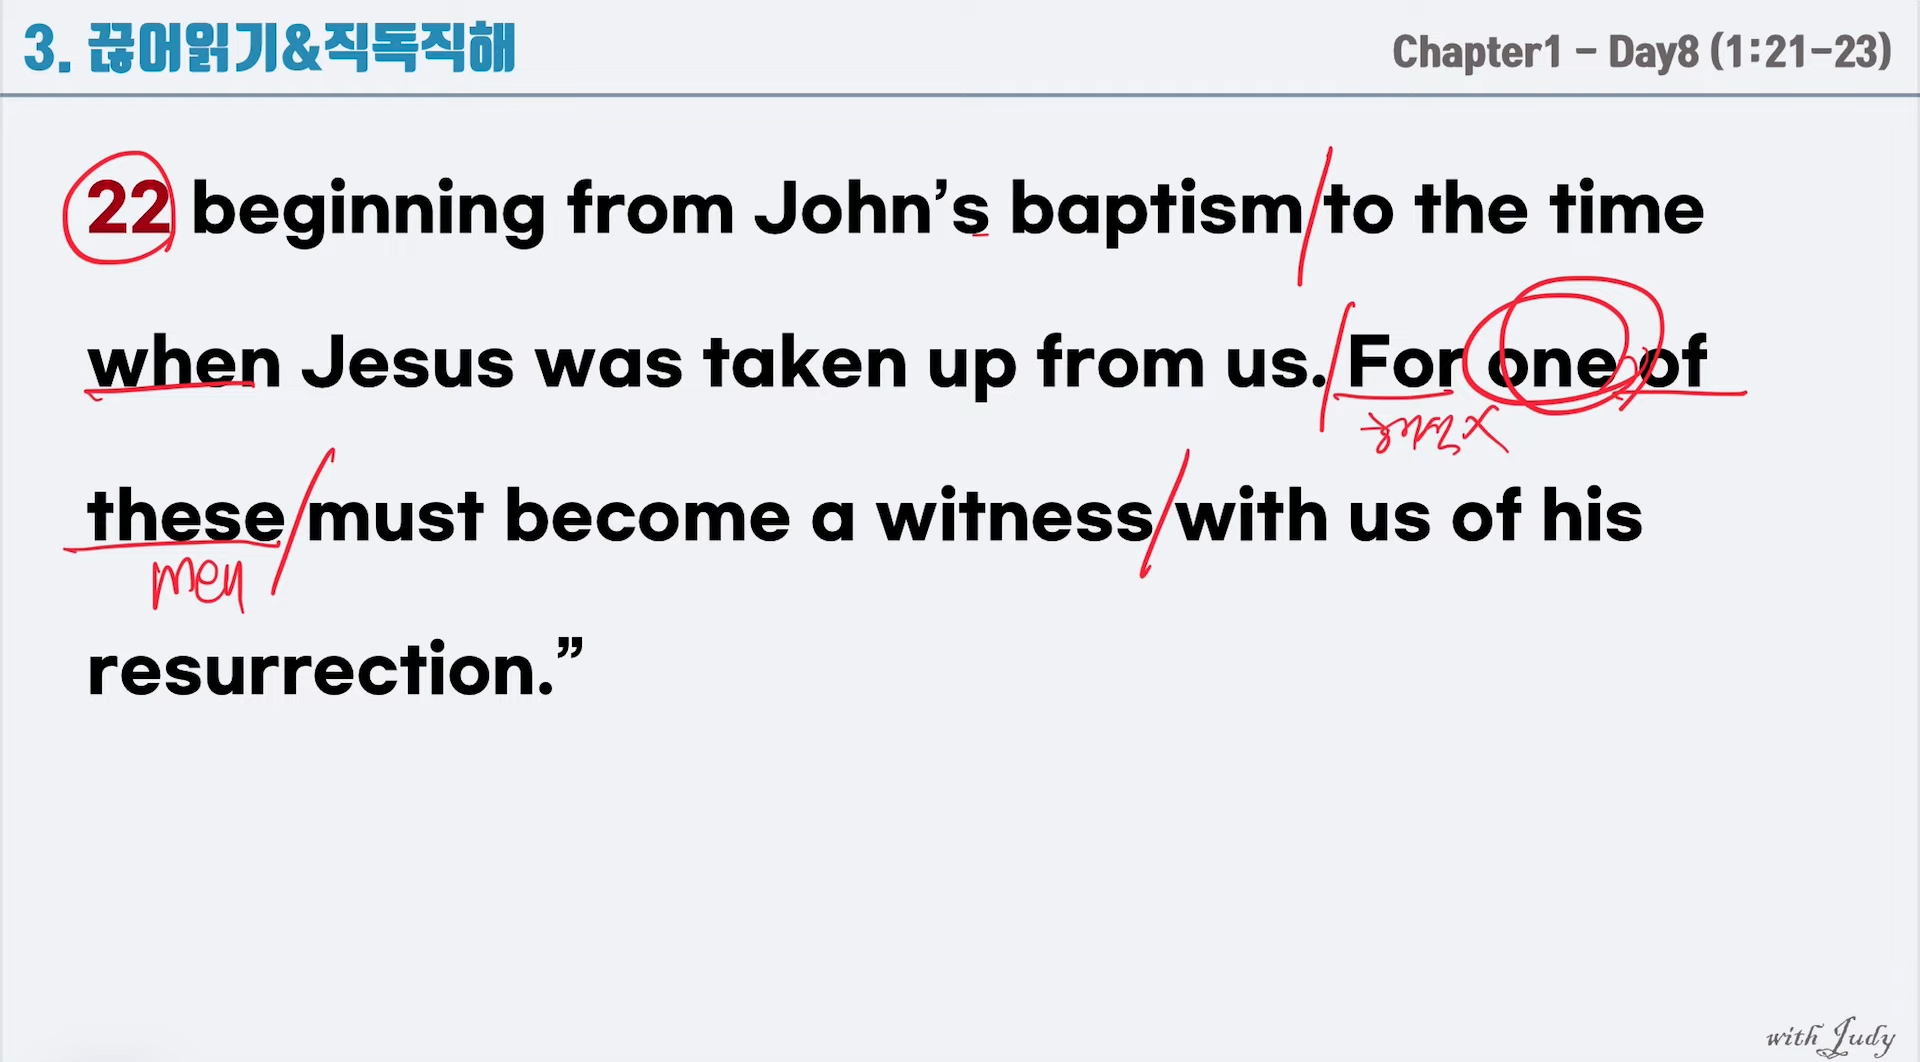 3. 끊어읽기&직독직해
Chapter1 - Day8 (1:21-23)
22 beginning from John’s baptism to the time
when Jesus was taken up from us. For one of
해석 X
these must become a witness with us of his
men
resurrection.”
with Judy